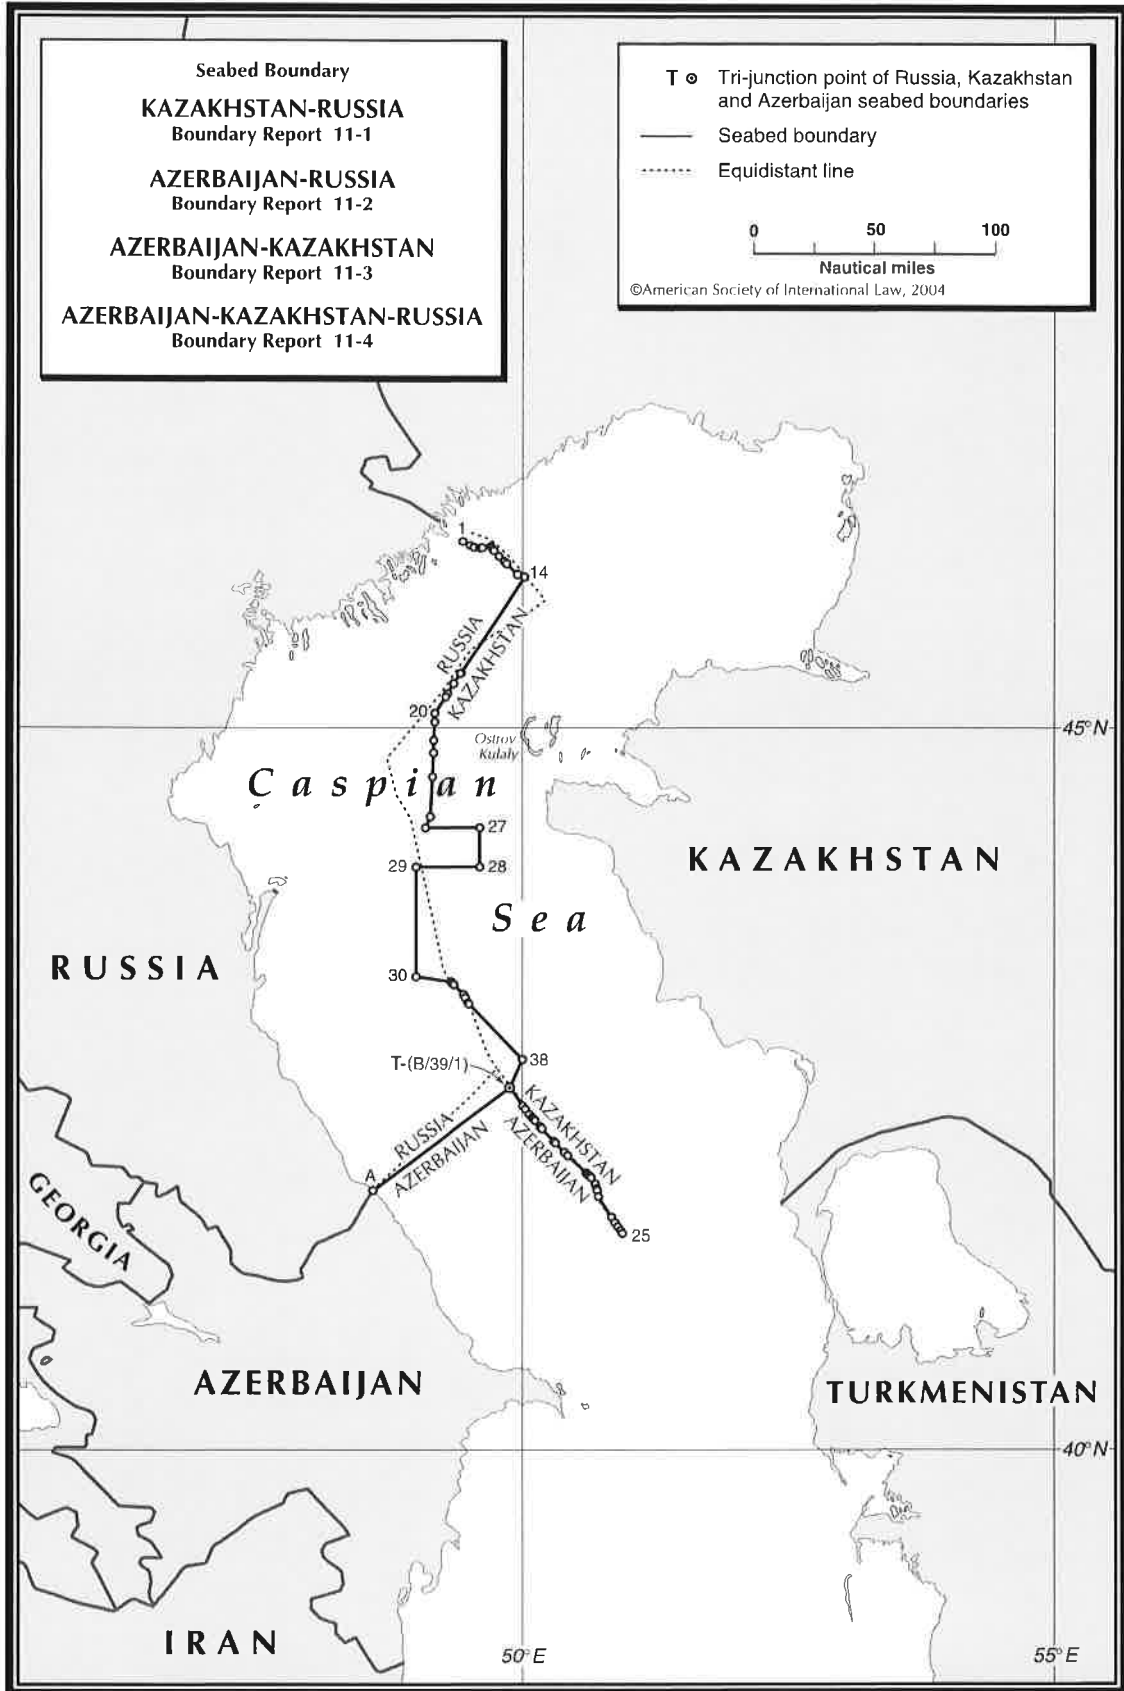 Seabed Boundary
KAZAKHSTAN-RUSSIA
Boundary Report 11-1
AZERBAIJAN-RUSSIA
Boundary Report 11-2
AZERBAIJAN-KAZAKHSTAN
Boundary Report 11-3
AZERBAIJAN-KAZAKHSTAN-RUSSIA
Boundary Report 11-4
T Tri-junction point of Russia, Kazakhstan
and Azerbaijan seabed boundaries
Seabed boundary
Equidistant line
0 50 100
Nautical miles
©American Society of International Law, 2004
1
14
RUSSIA
KAZAKHSTAN
20
Ostrov
Kulaly
45°N
Caspian
27
29
28
KAZAKHSTAN
Sea
RUSSIA
30
38
T-(B/39/1)
KAZAKHSTAN
AZERBAIJAN
RUSSIA
AZERBAIJAN
A
25
GEORGIA
AZERBAIJAN
TURKMENISTAN
40°N
IRAN
50°E
55°E